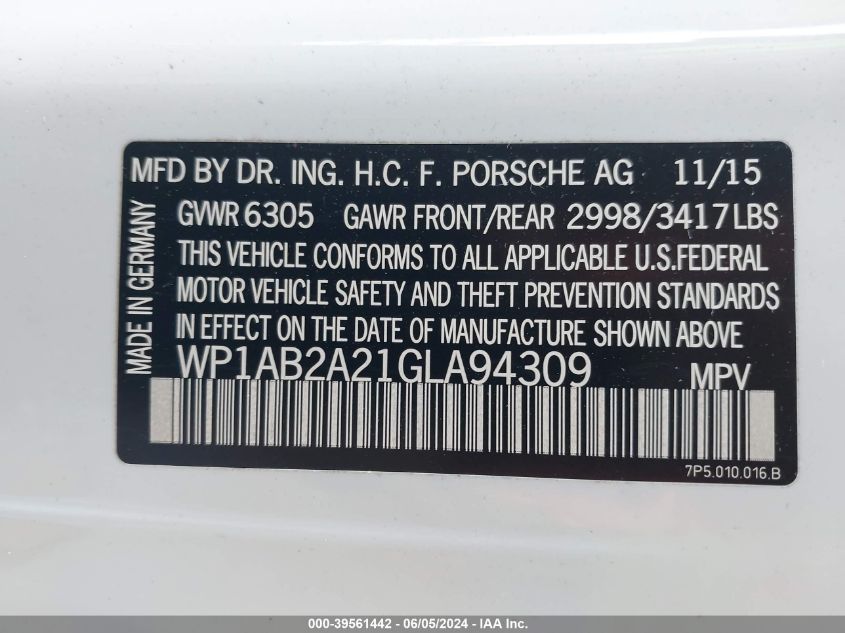 MFD BY DR. ING. H.C. F. PORSCHE AG 11/15
GVWR 6305 GAWR FRONT/REAR 2998/3417LBS
THIS VEHICLE CONFORMS TO ALL APPLICABLE U.S.FEDERAL
MOTOR VEHICLE SAFETY AND THEFT PREVENTION STANDARDS
IN EFFECT ON THE DATE OF MANUFACTURE SHOWN ABOVE
WP1AB2A21GLA94309 MPV
MADE IN GERMANY
7P5.010.016.B
000-39561442 - 06/05/2024 - IAA Inc.